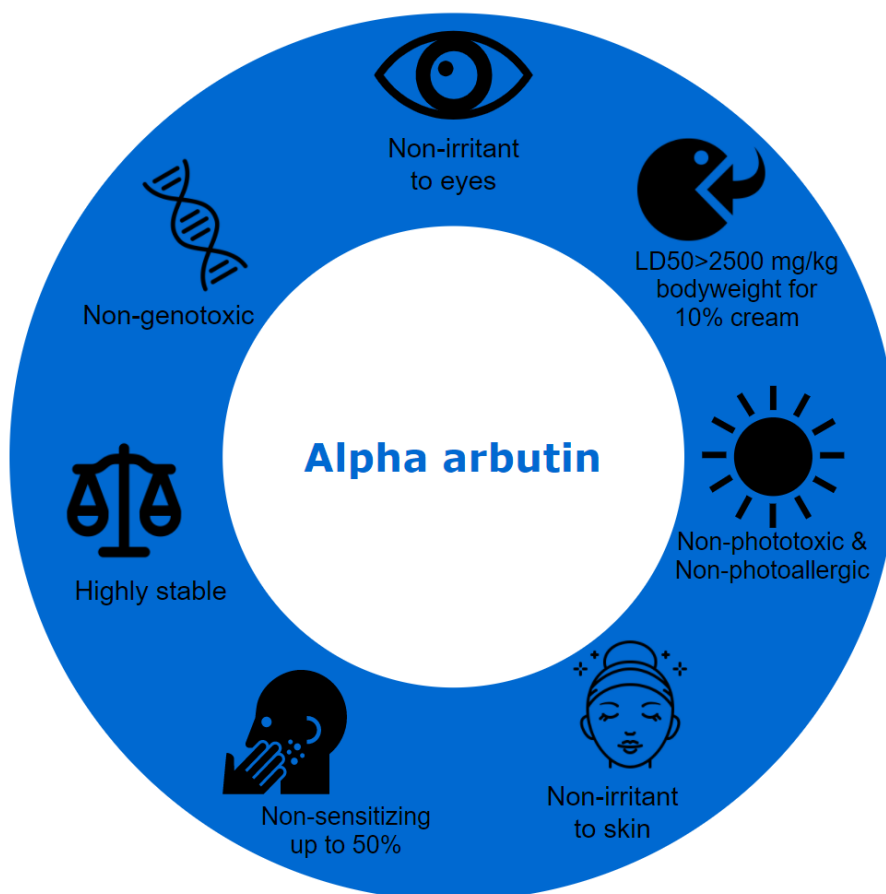 Non-irritant
to eyes
LD50>2500 mg/kg
bodyweight for
10% cream
Non-phototoxic &
Non-photoallergic
Non-irritant
to skin
Non-sensitizing
up to 50%
Highly stable
Non-genotoxic
Alpha arbutin